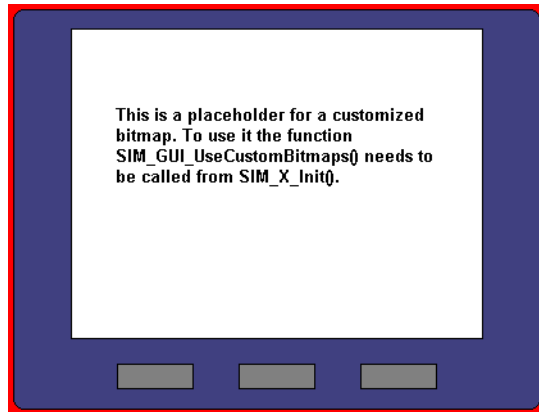 This is a placeholder for a customized
bitmap. To use it the function
SIM_GUI_UseCustomBitmaps() needs to
be called from SIM_X_Init().